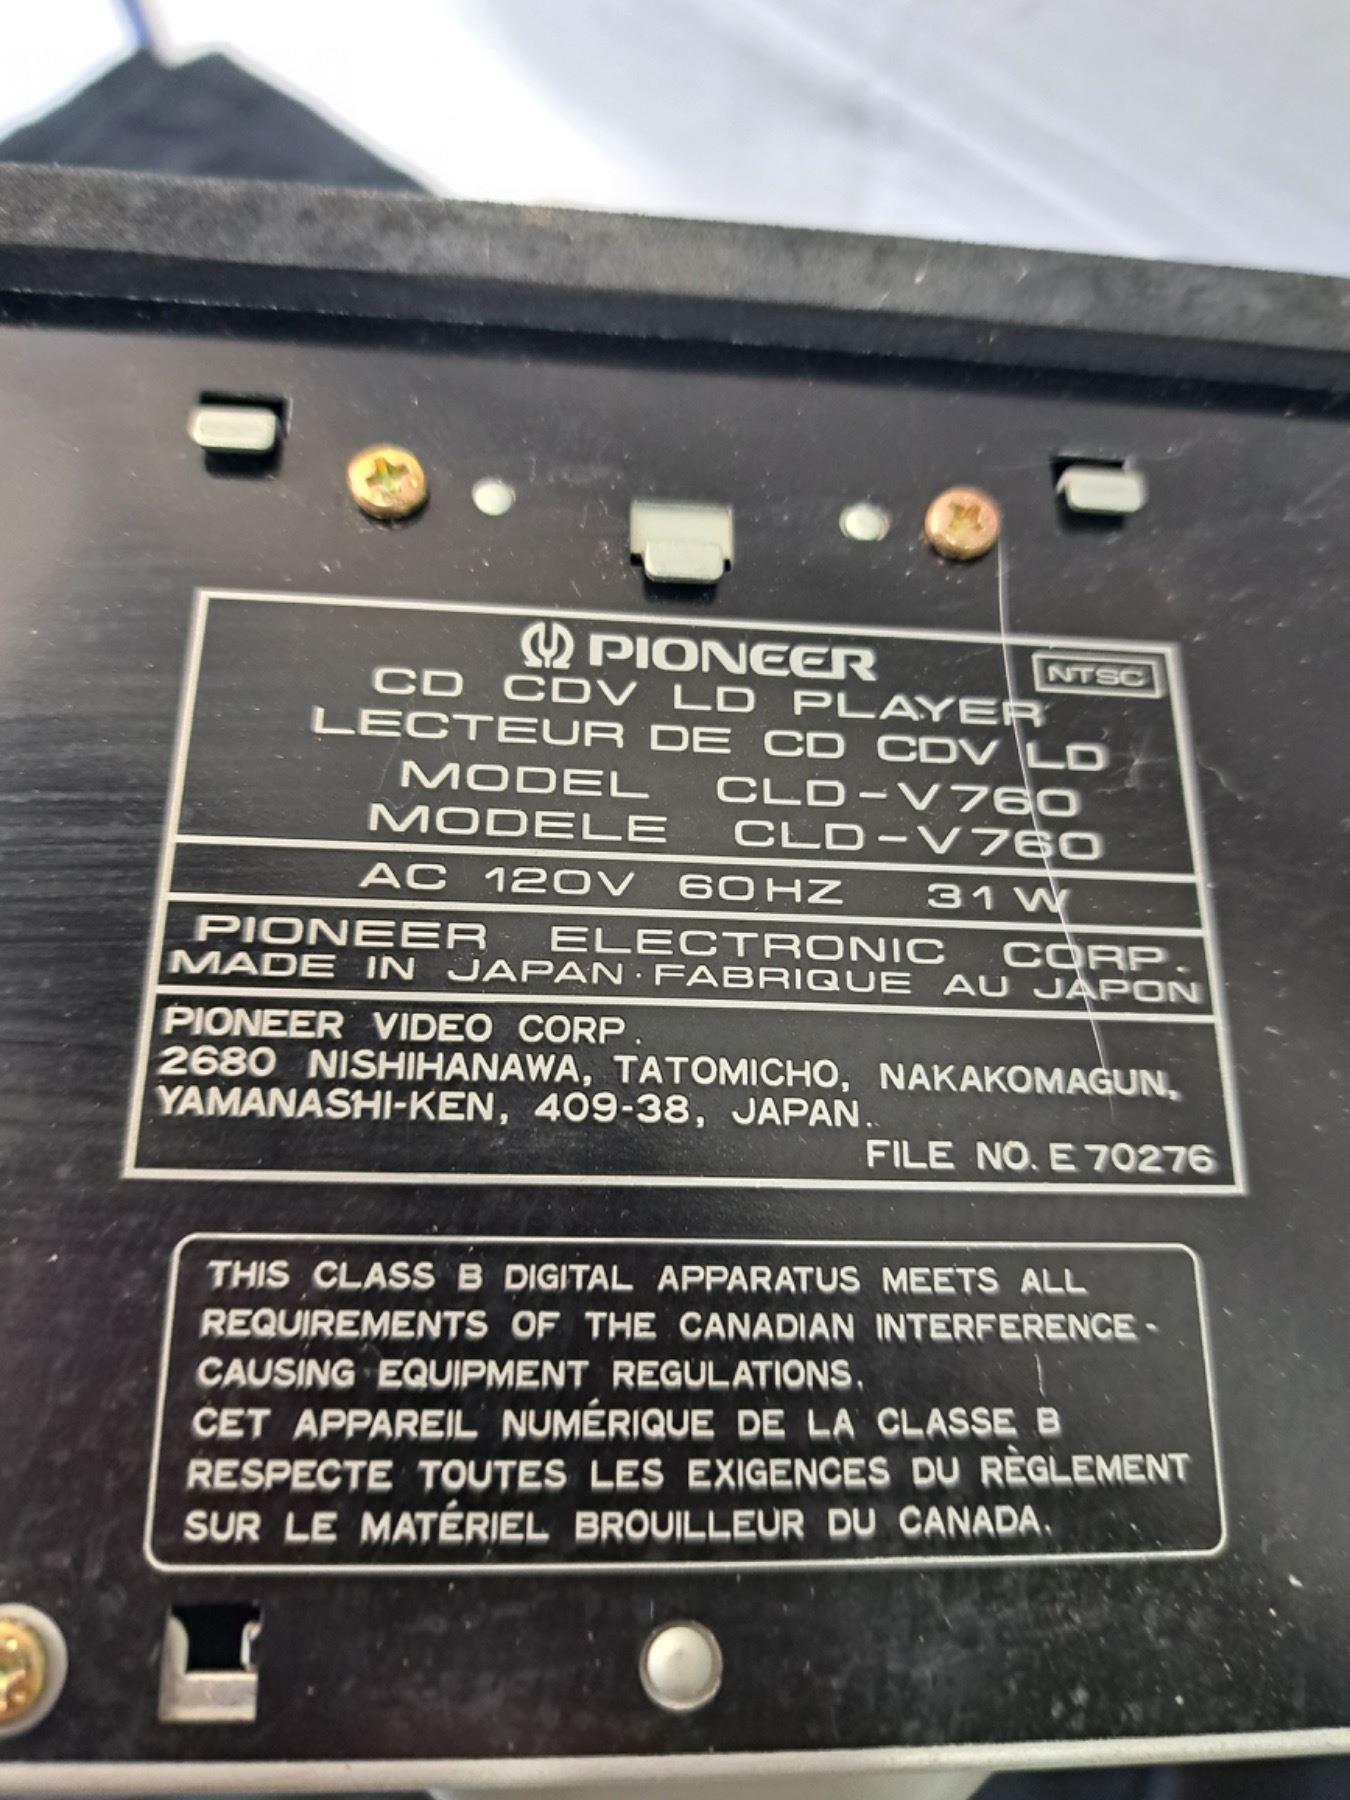 PIONEER
NTSC
CD CDV LD PLAYER
LECTEUR DE CD CDV LD
MODEL CLD-V760
MODELE CLD-V760
AC 120V 60HZ 31W
PIONEER ELECTRONIC CORP.
MADE IN JAPAN · FABRIQUE AU JAPON
PIONEER VIDEO CORP.
2680 NISHIHANAWA, TATOMICHO, NAKAKOMAGUN,
YAMANASHI-KEN, 409-38, JAPAN.
FILE NO. E 70276
THIS CLASS B DIGITAL APPARATUS MEETS ALL
REQUIREMENTS OF THE CANADIAN INTERFERENCE-
CAUSING EQUIPMENT REGULATIONS.
CET APPAREIL NUMÉRIQUE DE LA CLASSE B
RESPECTE TOUTES LES EXIGENCES DU RÈGLEMENT
SUR LE MATÉRIEL BROUILLEUR DU CANADA.